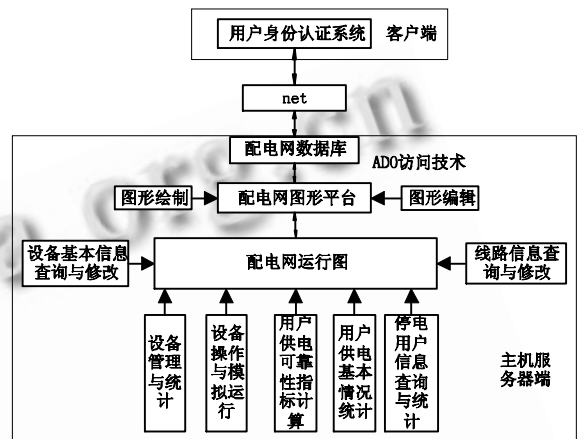 用户身份认证系统
客户端
net
配电网数据库
ADO访问技术
图形绘制
配电网图形平台
图形编辑
设备基本信息
查询与修改
配电网运行图
线路信息查
询与修改
设备
管理
与统
计
设备
操作
与模
拟运
行
用户
供电
可靠
性指
标计
算
用户
供电
基本
情况
统计
停电
用户
信息
查询
与统
计
主机服
务器端
org.cn